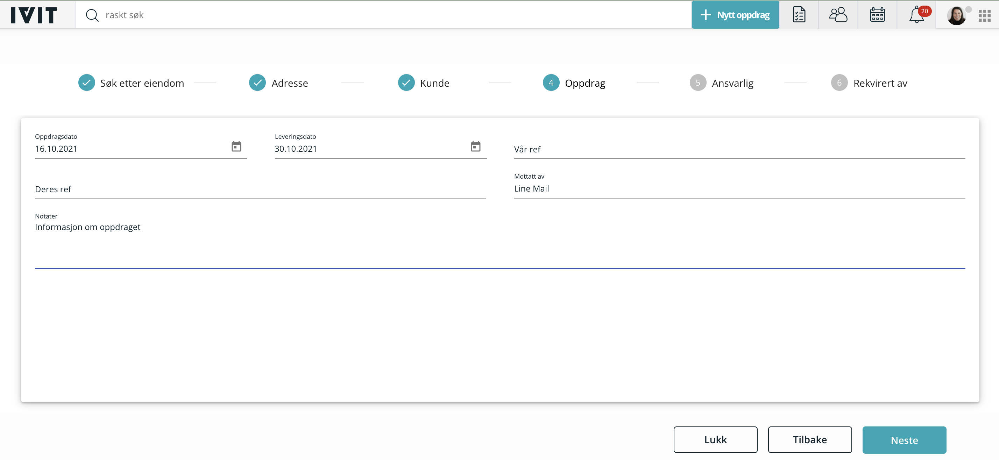 IVIT
raskt søk
Nytt oppdrag
20
Søk etter eiendom
Adresse
Kunde
4 Oppdrag
5 Ansvarlig
6 Rekvirert av
Oppdragsdato
16.10.2021
Leveringsdato
30.10.2021
Vår ref
Deres ref
Mottatt av
Line Mail
Notater
Informasjon om oppdraget
Lukk
Tilbake
Neste